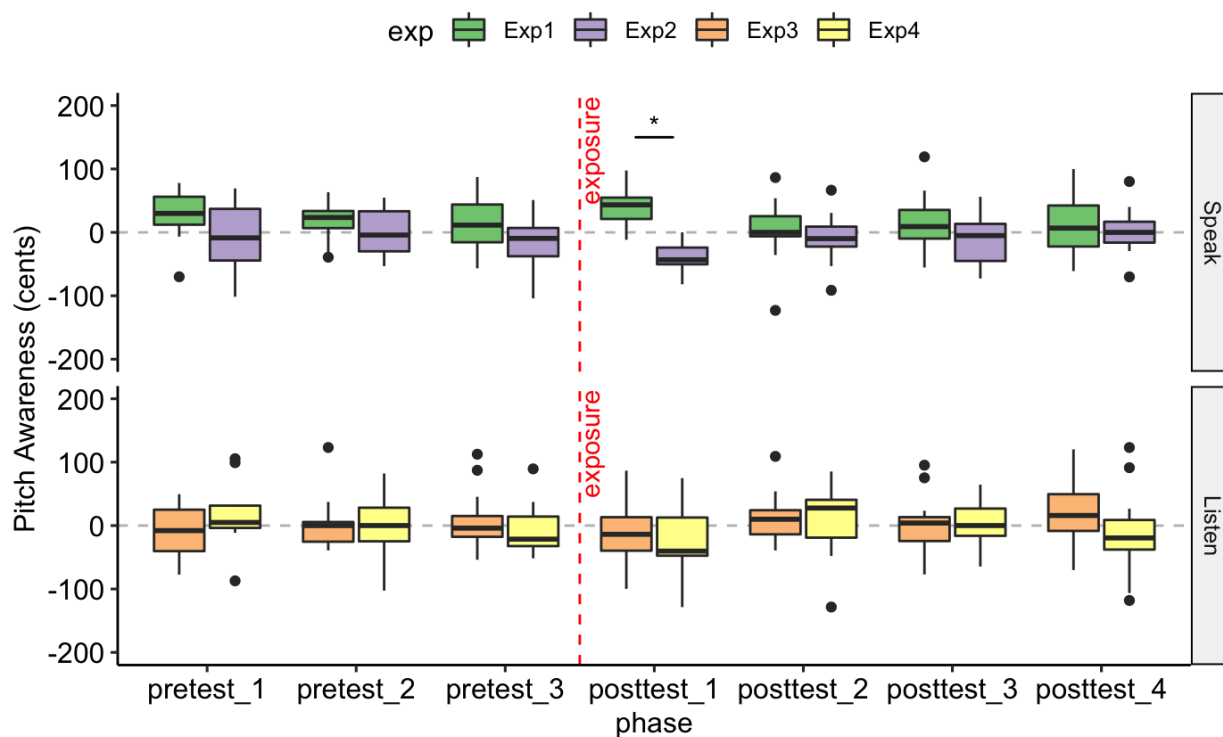 exp Exp1 Exp2 Exp3 Exp4
Pitch Awareness (cents)
200
100
0
-100
-200
exposure
*
Speak
200
100
0
-100
-200
exposure
Listen
pretest_1 pretest_2 pretest_3 posttest_1 posttest_2 posttest_3 posttest_4
phase